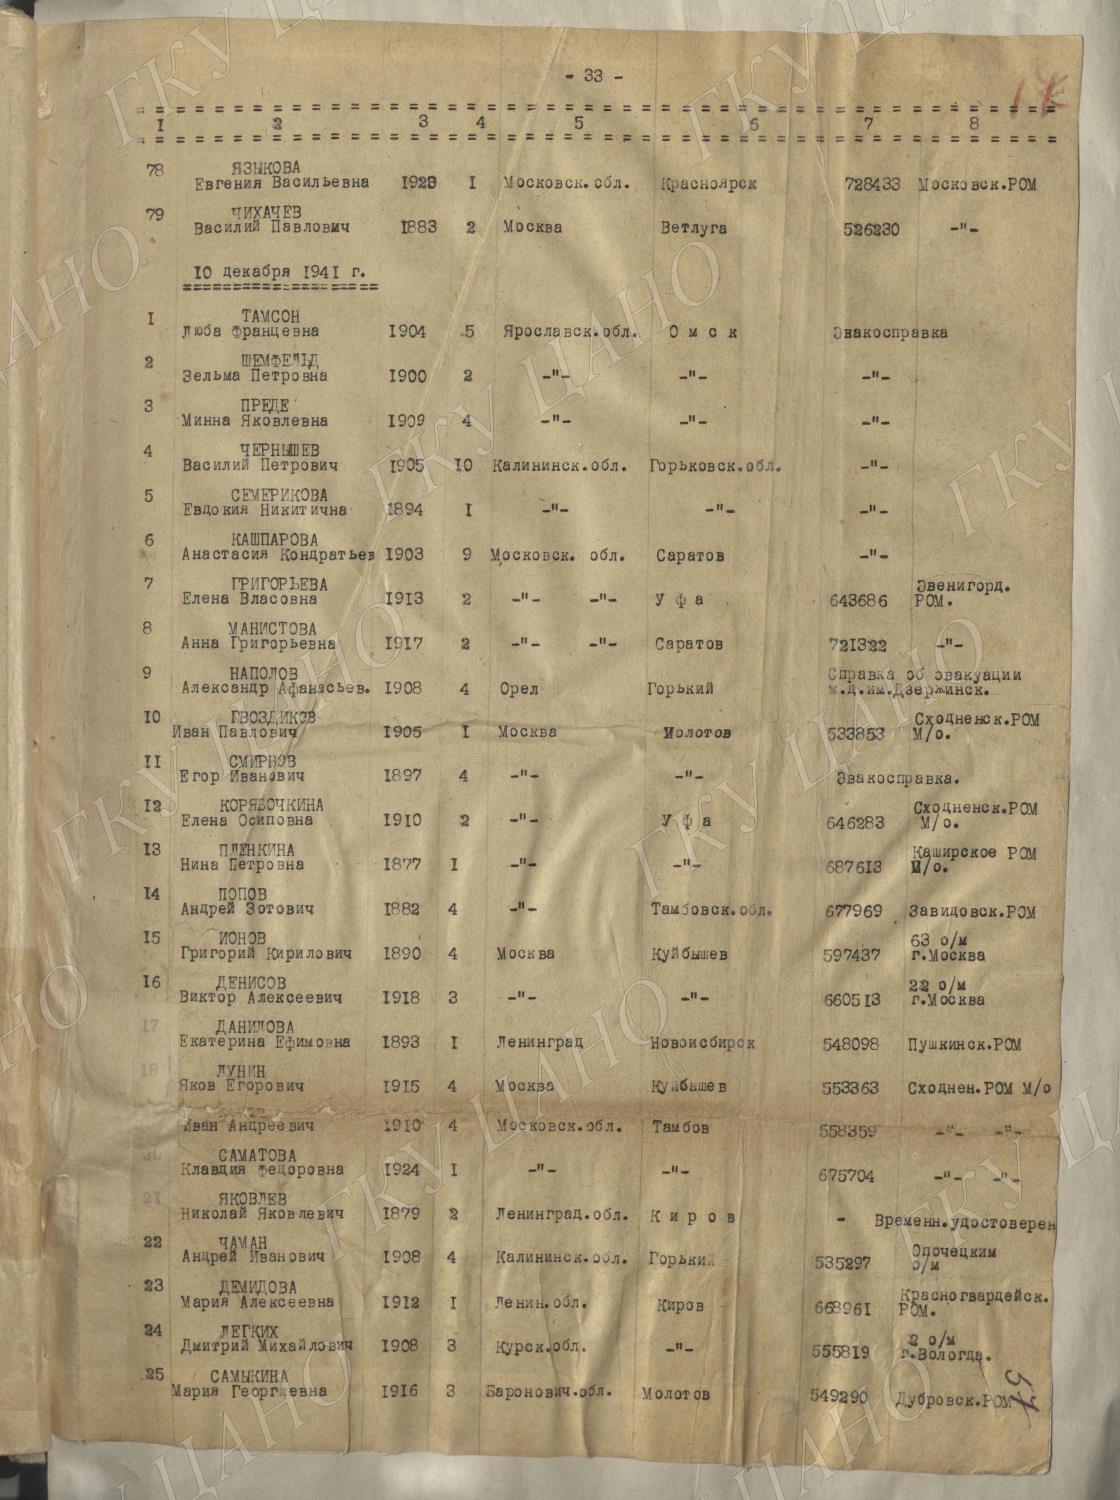 - 33 -
1 2 3 4 5 6 7 8
78 ЯЗЫКОВА
Евгения Васильевна 1923 1 Московск.обл. Красноярск 728433 Московск.РОМ
79 ЧИХАЧЕВ
Василий Павлович 1883 2 Москва Ветлуга 526230 -"-
10 декабря 1941 г.
1 ТАМСОН
Люба Францевна 1904 5 Ярославск.обл. О м с к Эвакосправка
2 ШЕМФЕЛЬД
Зельма Петровна 1900 2 -"- -"- -"-
3 ПРЕДЕ
Минна Яковлевна 1909 4 -"- -"- -"-
4 ЧЕРНЫШЕВ
Василий Петрович 1905 10 Калининск.обл. Горьковск.обл. -"-
5 СЕМЕРИКОВА
Евдокия Никитична 1894 1 -"- -"- -"-
6 КАШПАРОВА
Анастасия Кондратьев 1903 9 Московск. обл. Саратов -"-
7 ГРИГОРЬЕВА Звенигорд.
Елена Власовна 1913 2 -"- -"- У ф а 643686 РОМ.
8 МАНИСТОВА
Анна Григорьевна 1917 2 -"- -"- Саратов 721322 -"-
9 НАПОЛОВ Справка об эвакуации
Александр Афанасьев. 1908 4 Орел Горький ж.д.им.Дзержинск.
10 ГВОЗДИКОВ Сходненск.РОМ
Иван Павлович 1905 1 Москва Молотов 533853 М/о.
11 СМИРНОВ
Егор Иванович 1897 4 -"- -"- Эвакосправка.
12 КОРЯВОЧКИНА Сходненск.РОМ
Елена Осиповна 1910 2 -"- У ф а 646283 М/о.
13 ПЛЕНКИНА Каширское РОМ
Нина Петровна 1877 1 -"- -"- 687613 М/о.
14 ПОПОВ
Андрей Зотович 1882 4 -"- Тамбовск.обл. 677969 Завидовск.РОМ
15 ИОНОВ 63 о/м
Григорий Кирилович 1890 4 Москва Куйбышев 597437 г.Москва
16 ДЕНИСОВ 22 о/м
Виктор Алексеевич 1918 3 -"- -"- 660513 г.Москва
17 ДАНИЛОВА
Екатерина Ефимовна 1893 1 Ленинград Новоисбирск 548098 Пушкинск.РОМ
18 ЛУНИН
Яков Егорович 1915 4 Москва Куйбышев 553363 Сходнен.РОМ М/о
Иван Андреевич 1910 4 Московск.обл. Тамбов 558359 -"- -"-
20 САМАТОВА
Клавдия Федоровна 1924 1 -"- -"- 675704 -"- -"-
21 ЯКОВЛЕВ
Николай Яковлевич 1879 2 Ленинград.обл. К и р о в - Временн.удостоверен
22 ЧАМАН Опочецким
Андрей Иванович 1908 4 Калининск.обл. Горький 535297 о/м
23 ДЕМИДОВА Красногвардейск.
Мария Алексеевна 1912 1 Ленин.обл. Киров 668961 РОМ.
24 ЛЕГКИХ 2 о/м
Дмитрий Михайлович 1908 3 Курск.обл. -"- 555819 г.Вологда.
25 САМЫКИНА
Мария Георгиевна 1916 3 Баронович.обл. Молотов 549290 Дубровск.РОМ
57
ГКУ ЦАНО